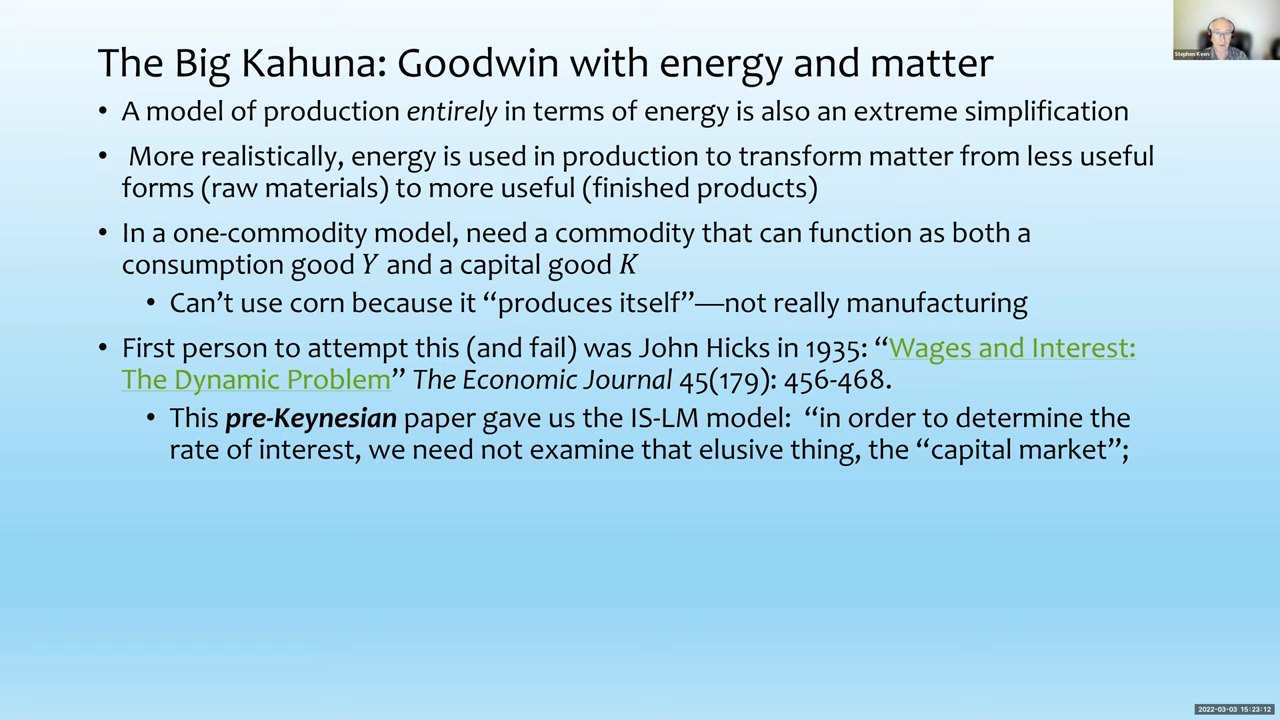 The Big Kahuna: Goodwin with energy and matter
• A model of production entirely in terms of energy is also an extreme simplification
• More realistically, energy is used in production to transform matter from less useful
forms (raw materials) to more useful (finished products)
• In a one-commodity model, need a commodity that can function as both a
consumption good Y and a capital good K
• Can’t use corn because it “produces itself”—not really manufacturing
• First person to attempt this (and fail) was John Hicks in 1935: “Wages and Interest:
The Dynamic Problem” The Economic Journal 45(179): 456-468.
• This pre-Keynesian paper gave us the IS-LM model: “in order to determine the
rate of interest, we need not examine that elusive thing, the “capital market”;
Stephen Keen
2022-03-03 15:23:12